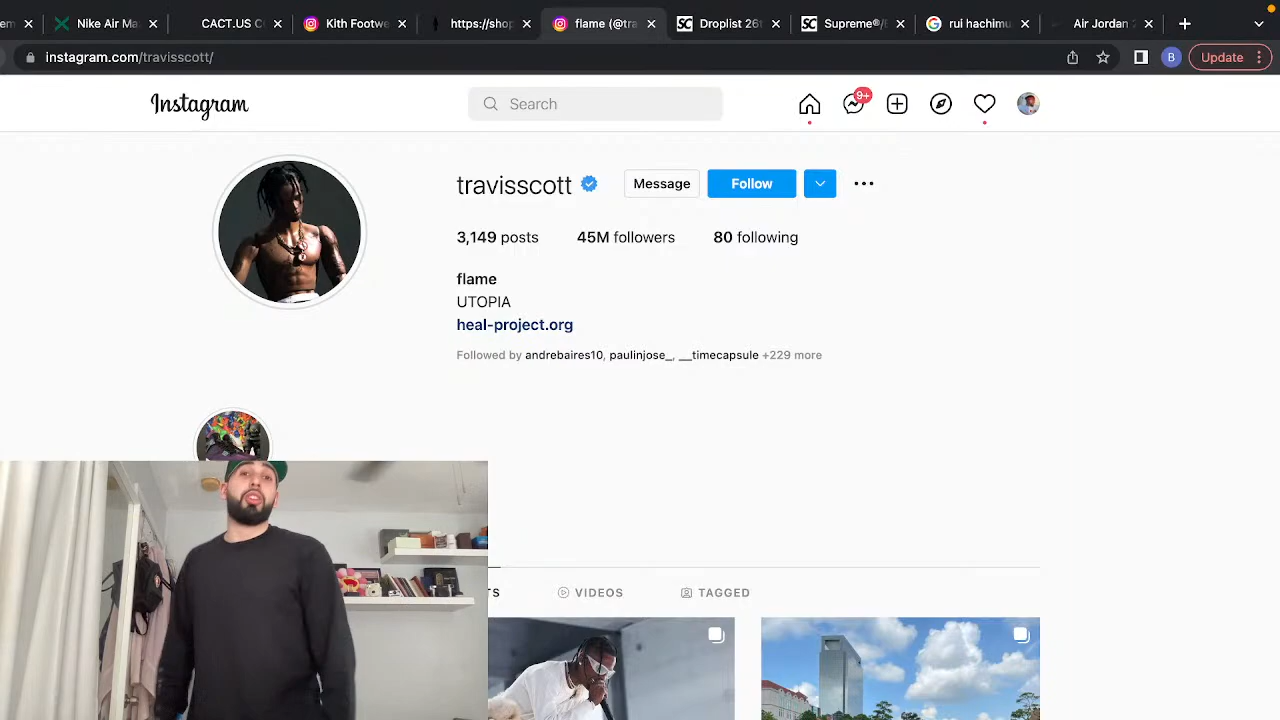 em
Nike Air Ma
CACT.US C
Kith Footwe
https://shop
flame (@tra
Droplist 26t
Supreme®/
rui hachimu
Air Jordan
instagram.com/travisscott/
B
Update
Instagram
Search
9+
travisscott
Message
Follow
3,149 posts
45M followers
80 following
flame
UTOPIA
heal-project.org
Followed by andrebaires10, paulinjose_, __timecapsule +229 more
TS
VIDEOS
TAGGED